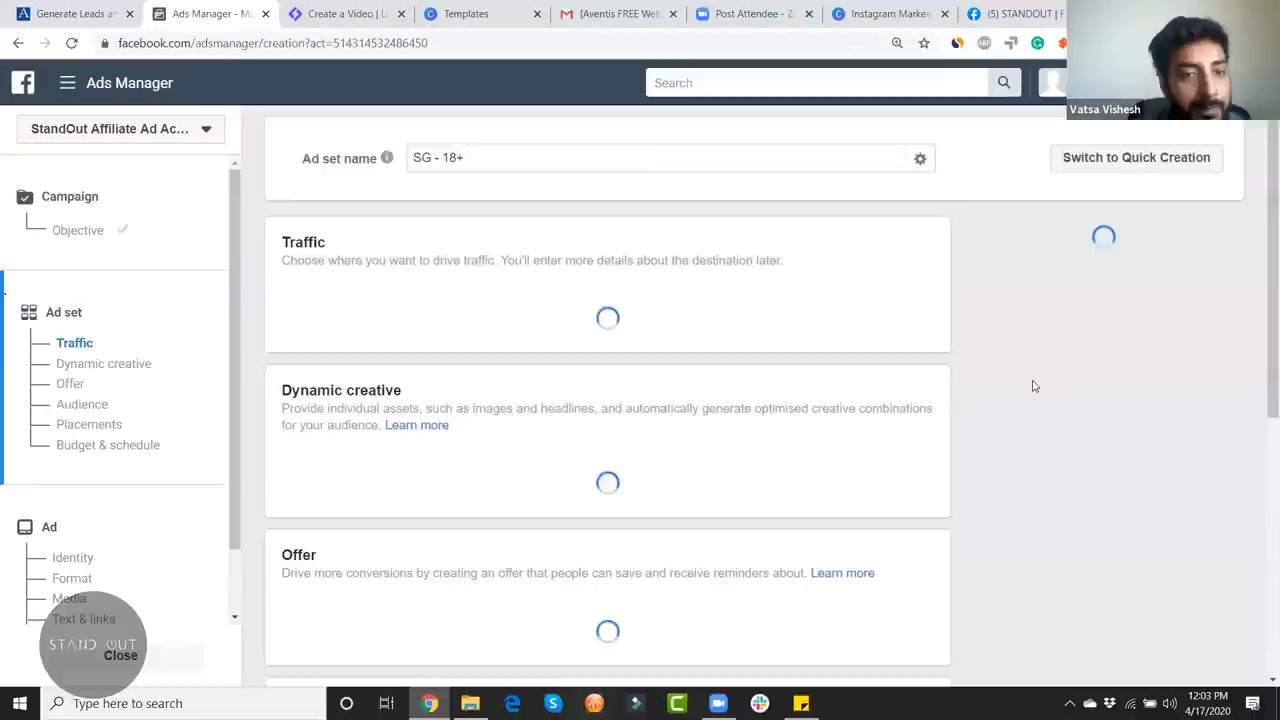 Generate Leads an
Ads Manager - Mu
Create a Video | L
Templates
[Aventis FREE Web
Post Attendee - Zo
Instagram Marke
(5) STANDOUT | F
facebook.com/adsmanager/creation?act=514314532486450
ABP
Ads Manager
Search
Vatsa Vishesh
StandOut Affiliate Ad Ac...
Ad set name
SG - 18+
Switch to Quick Creation
Campaign
Objective
Ad set
Traffic
Dynamic creative
Offer
Audience
Placements
Budget & schedule
Ad
Identity
Format
Media
Text & links
STAND OUT
Close
Traffic
Choose where you want to drive traffic. You'll enter more details about the destination later.
Dynamic creative
Provide individual assets, such as images and headlines, and automatically generate optimised creative combinations
for your audience. Learn more
Offer
Drive more conversions by creating an offer that people can save and receive reminders about. Learn more
Type here to search
12:03 PM
4/17/2020